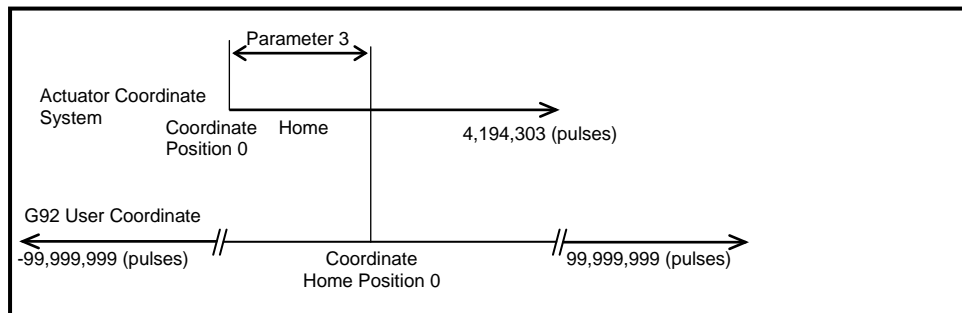 Parameter 3
Actuator Coordinate
System
Coordinate
Position 0
Home
4,194,303 (pulses)
G92 User Coordinate
-99,999,999 (pulses)
Coordinate
Home Position 0
99,999,999 (pulses)